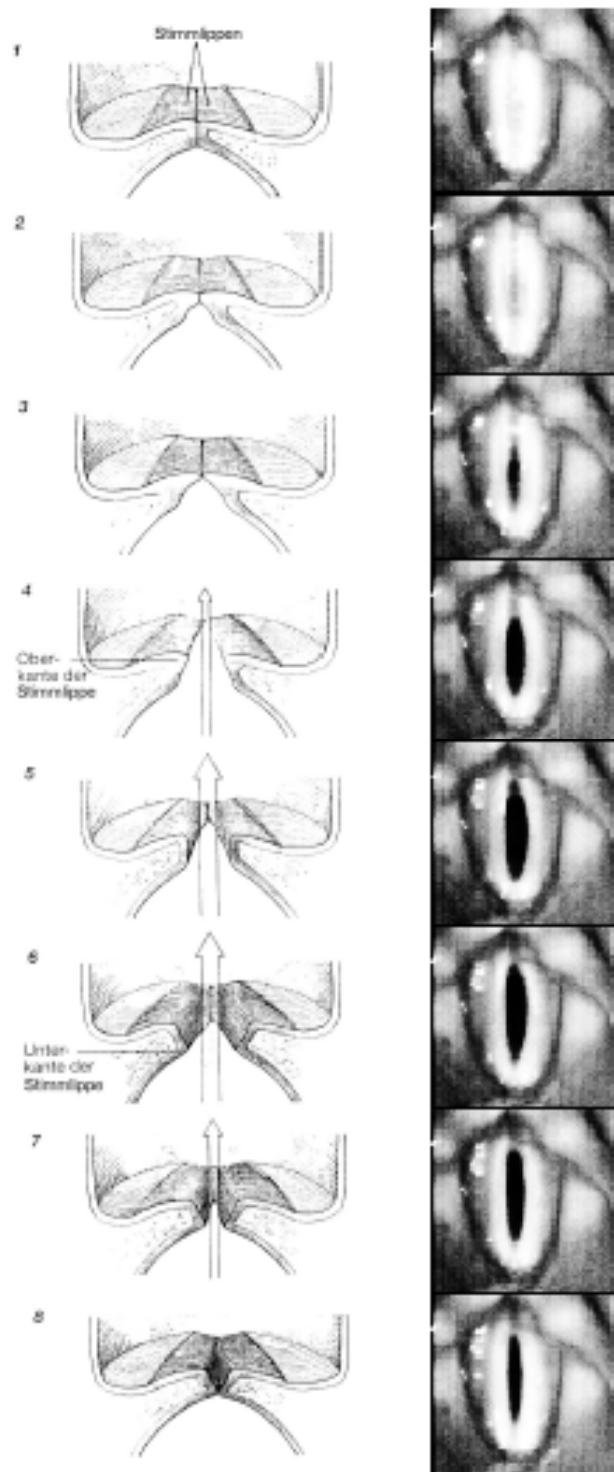 Stimmlippen
1
2
3
4
Ober-
kante der
Stimmlippe
5
6
Unter-
kante der
Stimmlippe
7
8